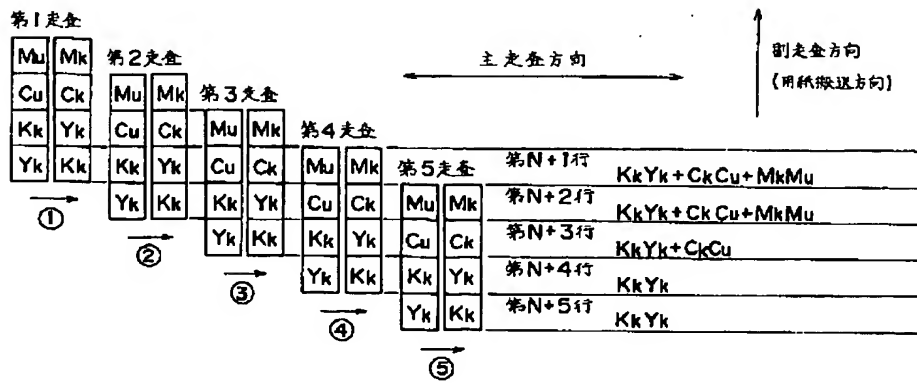 第1走査
Mu Mk
Cu Ck
Kk Yk
Yk Kk
①
第2走査
Mu Mk
Cu Ck
Kk Yk
Yk Kk
②
第3走査
Mu Mk
Cu Ck
Kk Yk
Yk Kk
③
第4走査
Mu Mk
Cu Ck
Kk Yk
Yk Kk
④
第5走査
Mu Mk
Cu Ck
Kk Yk
Yk Kk
⑤
主走査方向
副走査方向
(用紙搬送方向)
第N+1行 KkYk+CkCu+MkMu
第N+2行 KkYk+CkCu+MkMu
第N+3行 KkYk+CkCu
第N+4行 KkYk
第N+5行 KkYk